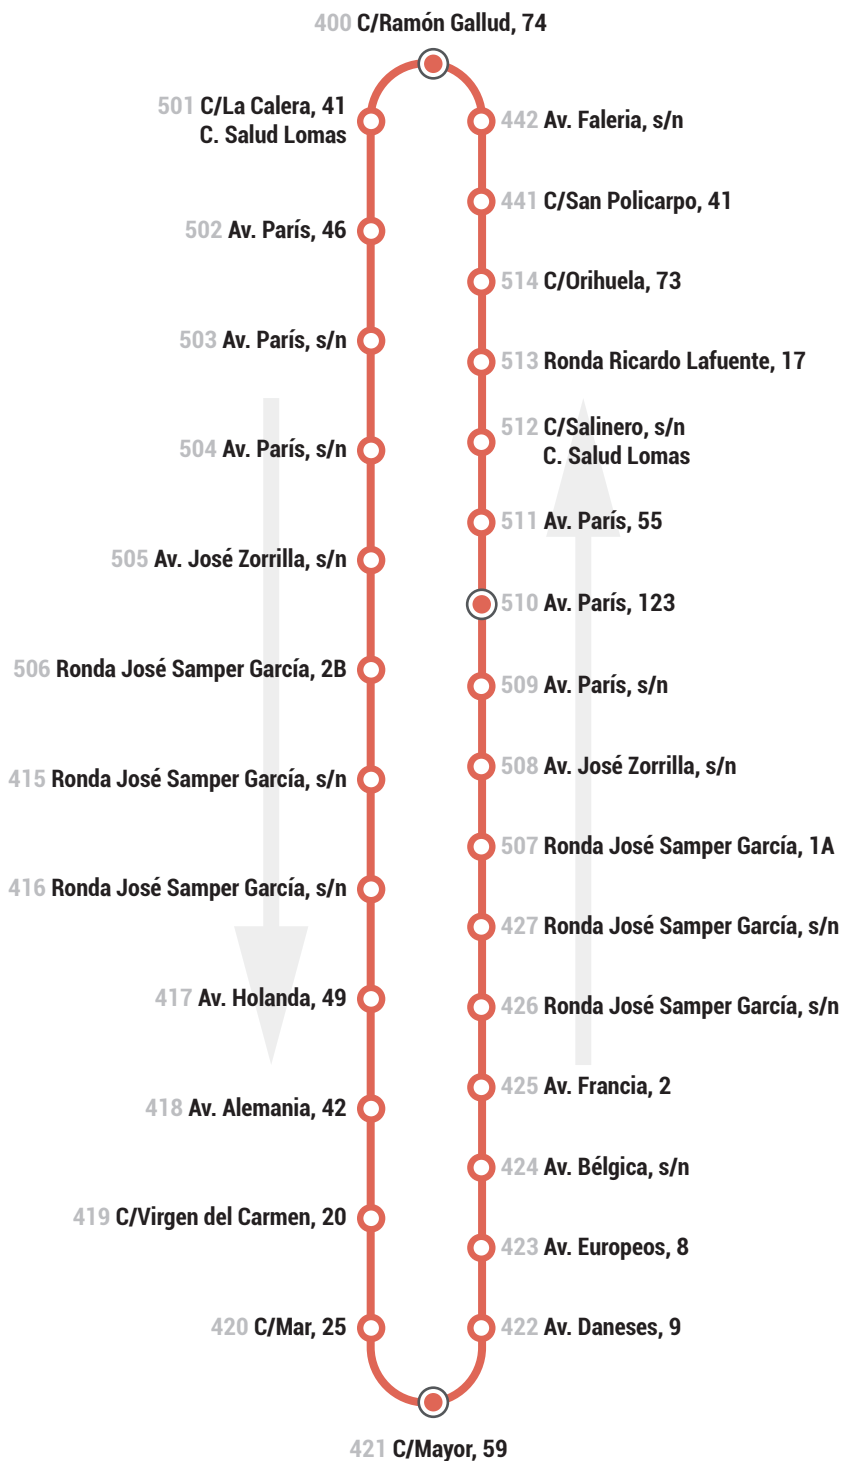 400 C/Ramón Gallud, 74
501 C/La Calera, 41
C. Salud Lomas
502 Av. París, 46
503 Av. París, s/n
504 Av. París, s/n
505 Av. José Zorrilla, s/n
506 Ronda José Samper García, 2B
415 Ronda José Samper García, s/n
416 Ronda José Samper García, s/n
417 Av. Holanda, 49
418 Av. Alemania, 42
419 C/Virgen del Carmen, 20
420 C/Mar, 25
442 Av. Faleria, s/n
441 C/San Policarpo, 41
514 C/Orihuela, 73
513 Ronda Ricardo Lafuente, 17
512 C/Salinero, s/n
C. Salud Lomas
511 Av. París, 55
510 Av. París, 123
509 Av. París, s/n
508 Av. José Zorrilla, s/n
507 Ronda José Samper García, 1A
427 Ronda José Samper García, s/n
426 Ronda José Samper García, s/n
425 Av. Francia, 2
424 Av. Bélgica, s/n
423 Av. Europeos, 8
422 Av. Daneses, 9
421 C/Mayor, 59